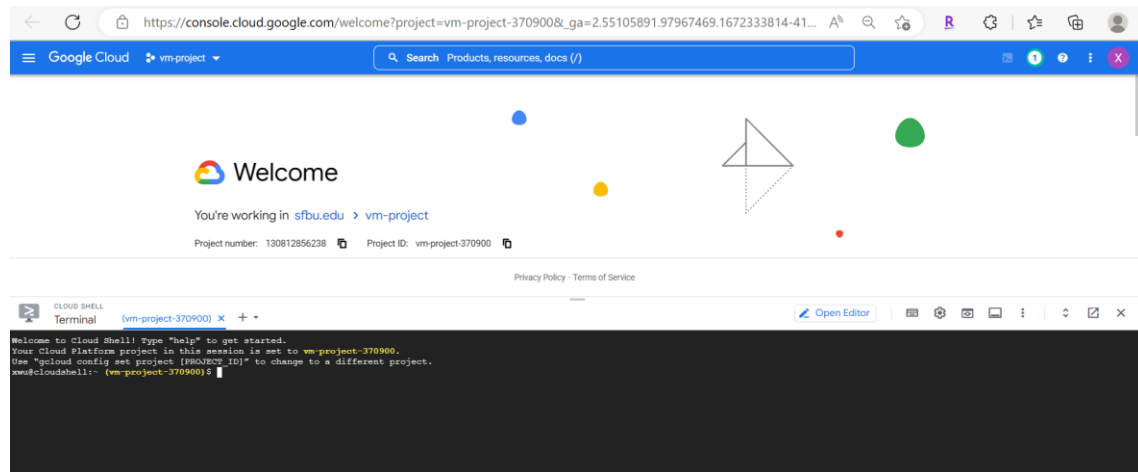 https://console.cloud.google.com/welcome?project=vm-project-370900&_ga=2.55105891.97967469.1672333814-41...
R
Google Cloud vm-project Search Products, resources, docs (/) 1 ? X
Welcome
You're working in sfbu.edu > vm-project
Project number: 130812856238 Project ID: vm-project-370900
Privacy Policy · Terms of Service
CLOUD SHELL
Terminal (vm-project-370900) × + Open Editor
Welcome to Cloud Shell! Type "help" to get started.
Your Cloud Platform project in this session is set to vm-project-370900.
Use "gcloud config set project [PROJECT_ID]" to change to a different project.
xwu@cloudshell:~ (vm-project-370900)$